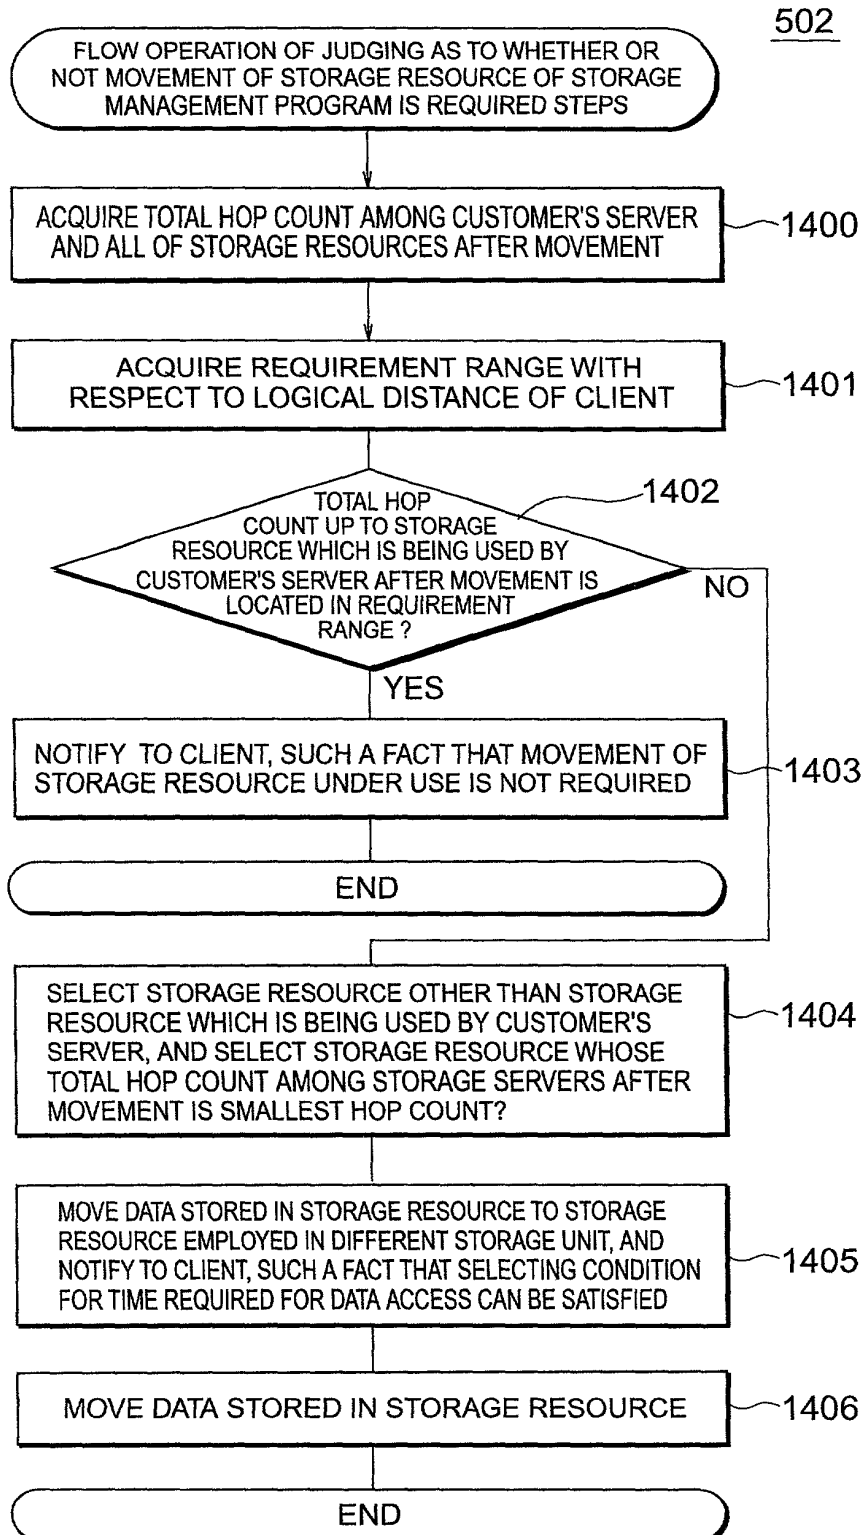 502
FLOW OPERATION OF JUDGING AS TO WHETHER OR
NOT MOVEMENT OF STORAGE RESOURCE OF STORAGE
MANAGEMENT PROGRAM IS REQUIRED STEPS
ACQUIRE TOTAL HOP COUNT AMONG CUSTOMER'S SERVER
AND ALL OF STORAGE RESOURCES AFTER MOVEMENT
1400
ACQUIRE REQUIREMENT RANGE WITH
RESPECT TO LOGICAL DISTANCE OF CLIENT
1401
TOTAL HOP
COUNT UP TO STORAGE
RESOURCE WHICH IS BEING USED BY
CUSTOMER'S SERVER AFTER MOVEMENT IS
LOCATED IN REQUIREMENT
RANGE ?
1402
NO
YES
NOTIFY TO CLIENT, SUCH A FACT THAT MOVEMENT OF
STORAGE RESOURCE UNDER USE IS NOT REQUIRED
1403
END
SELECT STORAGE RESOURCE OTHER THAN STORAGE
RESOURCE WHICH IS BEING USED BY CUSTOMER'S
SERVER, AND SELECT STORAGE RESOURCE WHOSE
TOTAL HOP COUNT AMONG STORAGE SERVERS AFTER
MOVEMENT IS SMALLEST HOP COUNT?
1404
MOVE DATA STORED IN STORAGE RESOURCE TO STORAGE
RESOURCE EMPLOYED IN DIFFERENT STORAGE UNIT, AND
NOTIFY TO CLIENT, SUCH A FACT THAT SELECTING CONDITION
FOR TIME REQUIRED FOR DATA ACCESS CAN BE SATISFIED
1405
MOVE DATA STORED IN STORAGE RESOURCE
1406
END